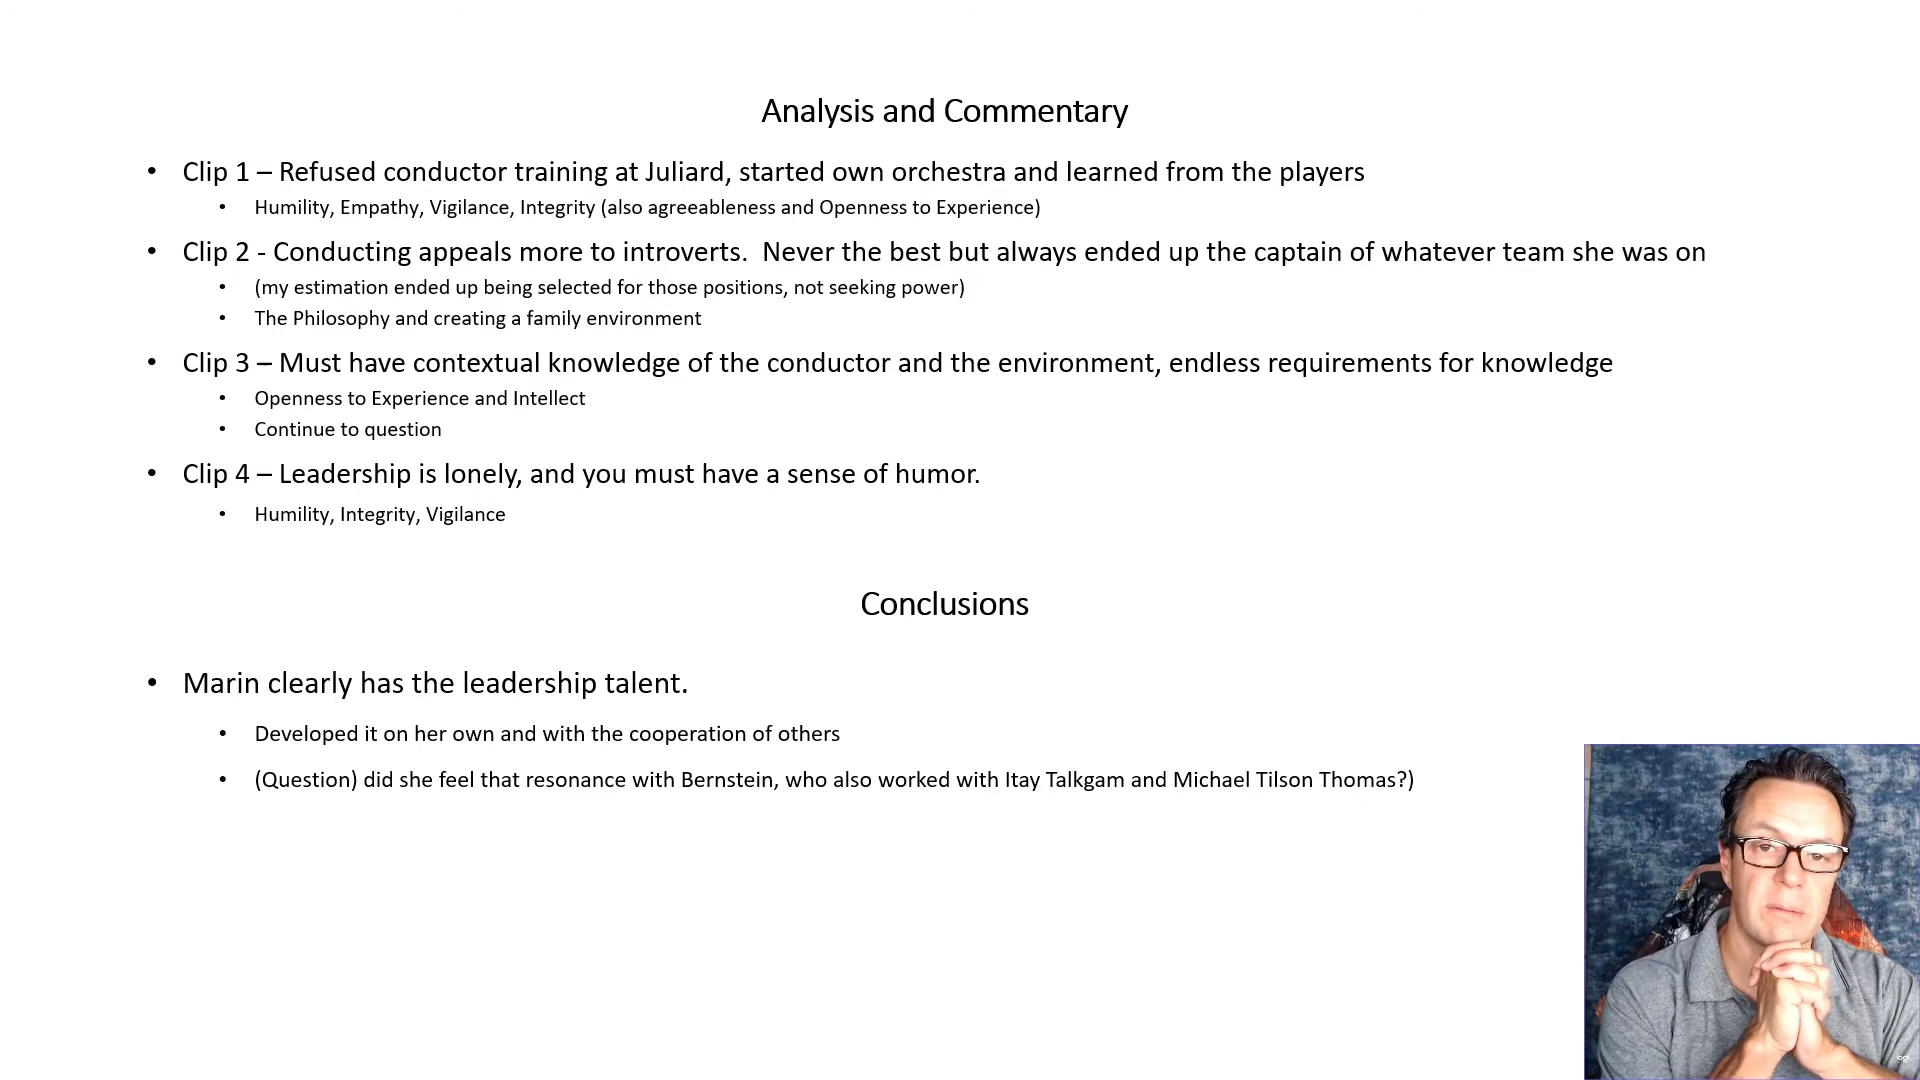 Analysis and Commentary
• Clip 1 – Refused conductor training at Juliard, started own orchestra and learned from the players
• Humility, Empathy, Vigilance, Integrity (also agreeableness and Openness to Experience)
• Clip 2 - Conducting appeals more to introverts.  Never the best but always ended up the captain of whatever team she was on
• (my estimation ended up being selected for those positions, not seeking power)
• The Philosophy and creating a family environment
• Clip 3 – Must have contextual knowledge of the conductor and the environment, endless requirements for knowledge
• Openness to Experience and Intellect
• Continue to question
• Clip 4 – Leadership is lonely, and you must have a sense of humor.
• Humility, Integrity, Vigilance
Conclusions
• Marin clearly has the leadership talent.
• Developed it on her own and with the cooperation of others
• (Question) did she feel that resonance with Bernstein, who also worked with Itay Talkgam and Michael Tilson Thomas?)